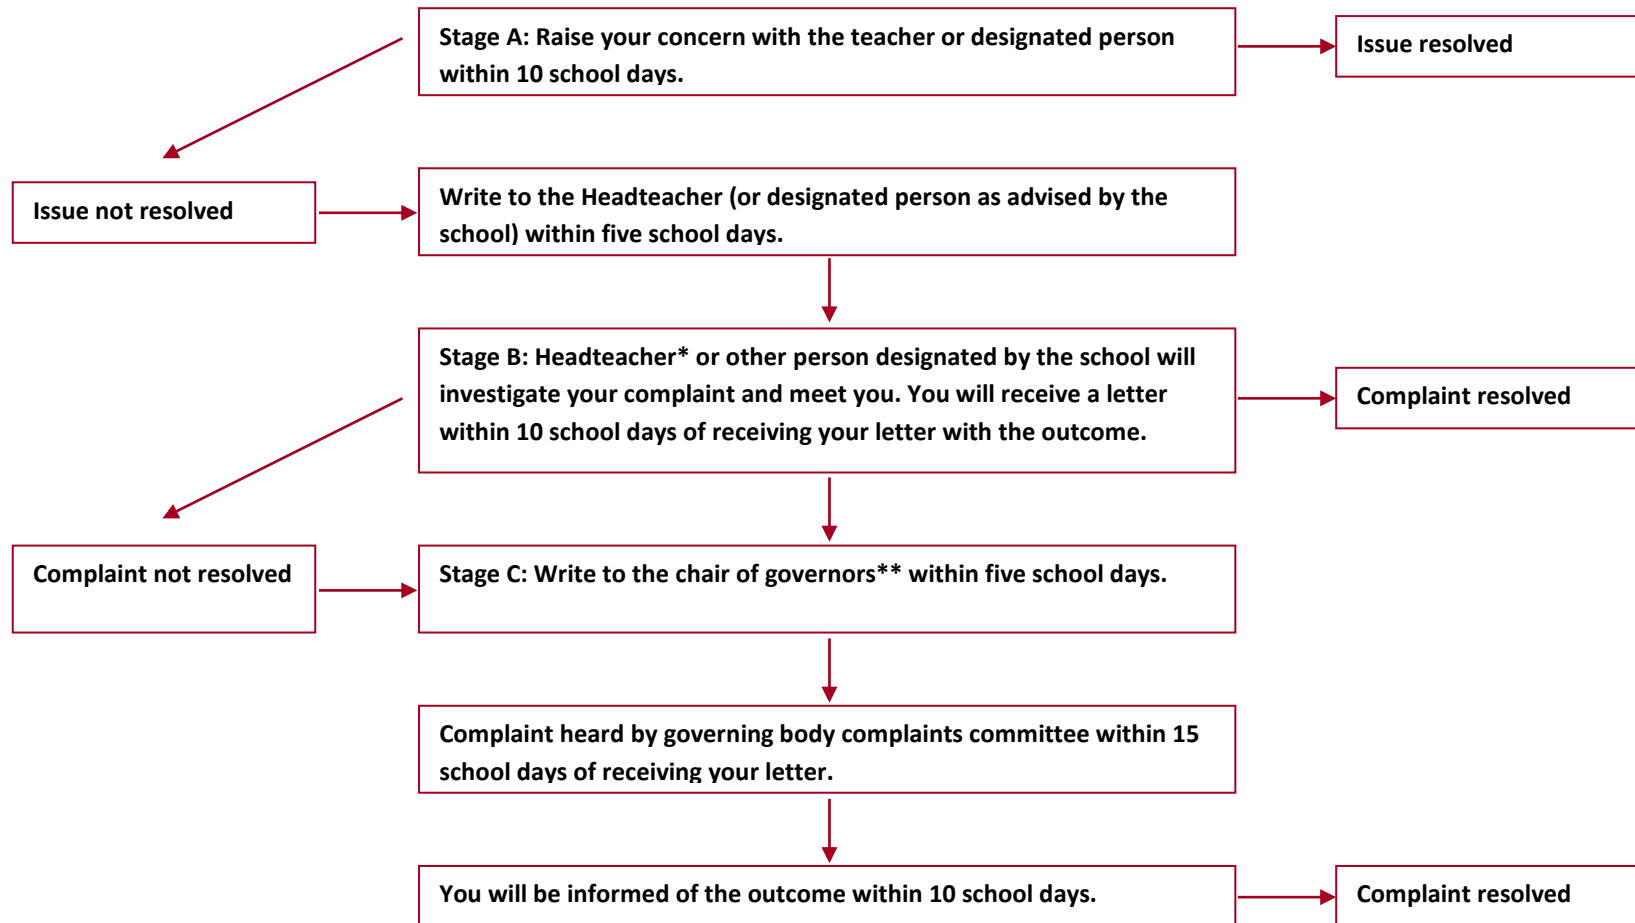 Stage A: Raise your concern with the teacher or designated person
within 10 school days.
Issue resolved
Issue not resolved
Write to the Headteacher (or designated person as advised by the
school) within five school days.
Stage B: Headteacher* or other person designated by the school will
investigate your complaint and meet you. You will receive a letter
within 10 school days of receiving your letter with the outcome.
Complaint resolved
Complaint not resolved
Stage C: Write to the chair of governors** within five school days.
Complaint heard by governing body complaints committee within 15
school days of receiving your letter.
You will be informed of the outcome within 10 school days.
Complaint resolved